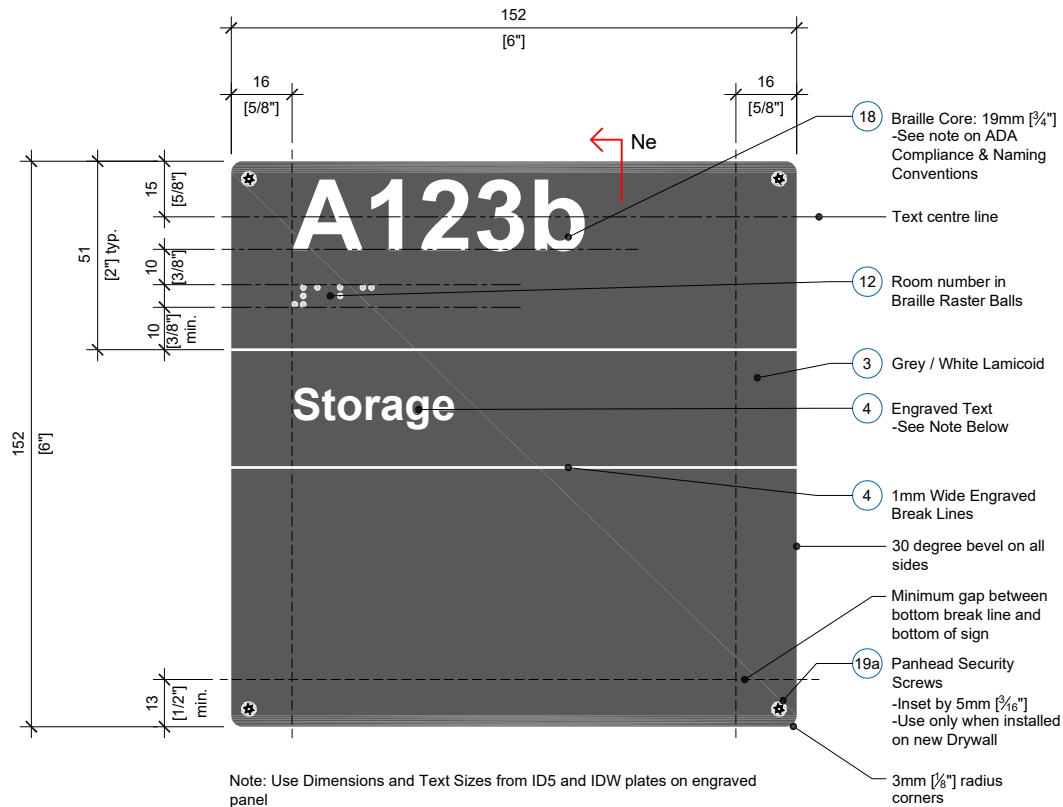 152
[6"]
16
[5/8"]
16
[5/8"]
Ne
18
Braille Core: 19mm [¾"]
-See note on ADA
Compliance & Naming
Conventions
15
[5/8"]
A123b
Text centre line
51
[2"] typ.
10
[3/8"]
12
Room number in
Braille Raster Balls
10
[3/8"]
min.
3
Grey / White Lamicoid
Storage
4
Engraved Text
-See Note Below
152
[6"]
4
1mm Wide Engraved
Break Lines
30 degree bevel on all
sides
Minimum gap between
bottom break line and
bottom of sign
19a
Panhead Security
Screws
-Inset by 5mm [3⁄16"]
-Use only when installed
on new Drywall
13
[1/2"]
min.
3mm [⅛"] radius
corners
Note: Use Dimensions and Text Sizes from ID5 and IDW plates on engraved
panel